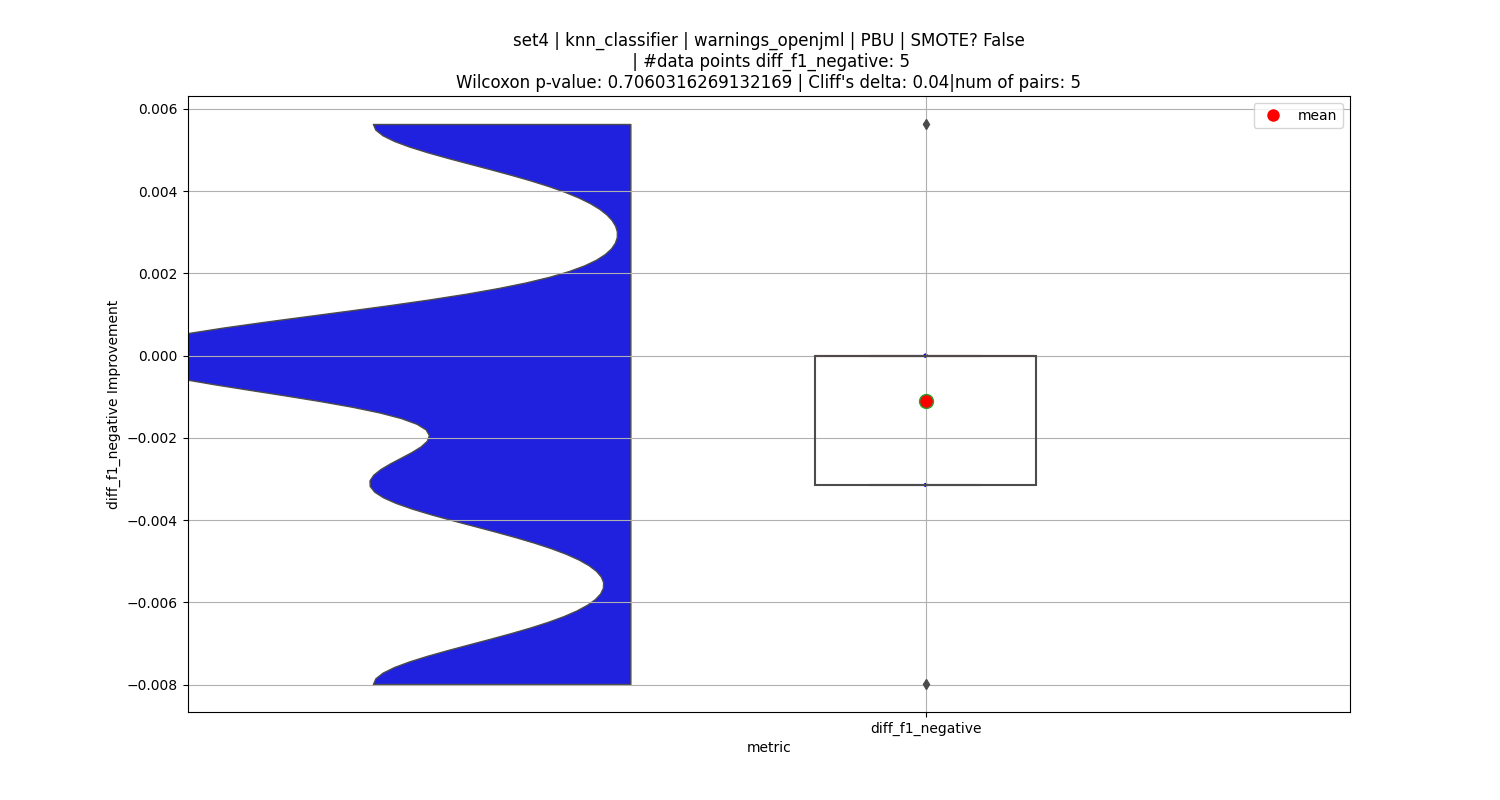 set4 | knn_classifier | warnings_openjml | PBU | SMOTE? False
| #data points diff_f1_negative: 5
Wilcoxon p-value: 0.7060316269132169 | Cliff's delta: 0.04|num of pairs: 5
mean
0.006
0.004
0.002
0.000
−0.002
−0.004
−0.006
−0.008
diff_f1_negative Improvement
diff_f1_negative
metric